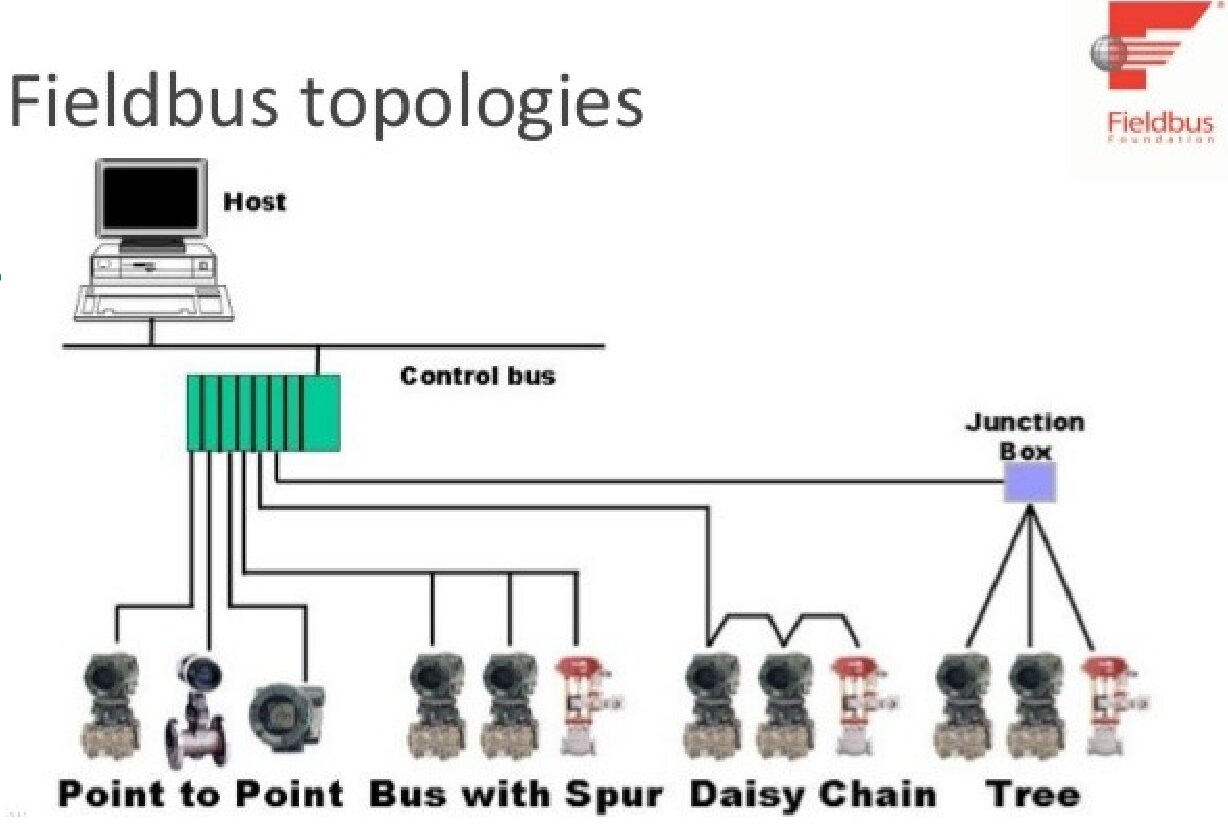 Fieldbus topologies
Fieldbus
Foundation
Host
Control bus
Junction
Box
Point to Point
Bus with Spur
Daisy Chain
Tree